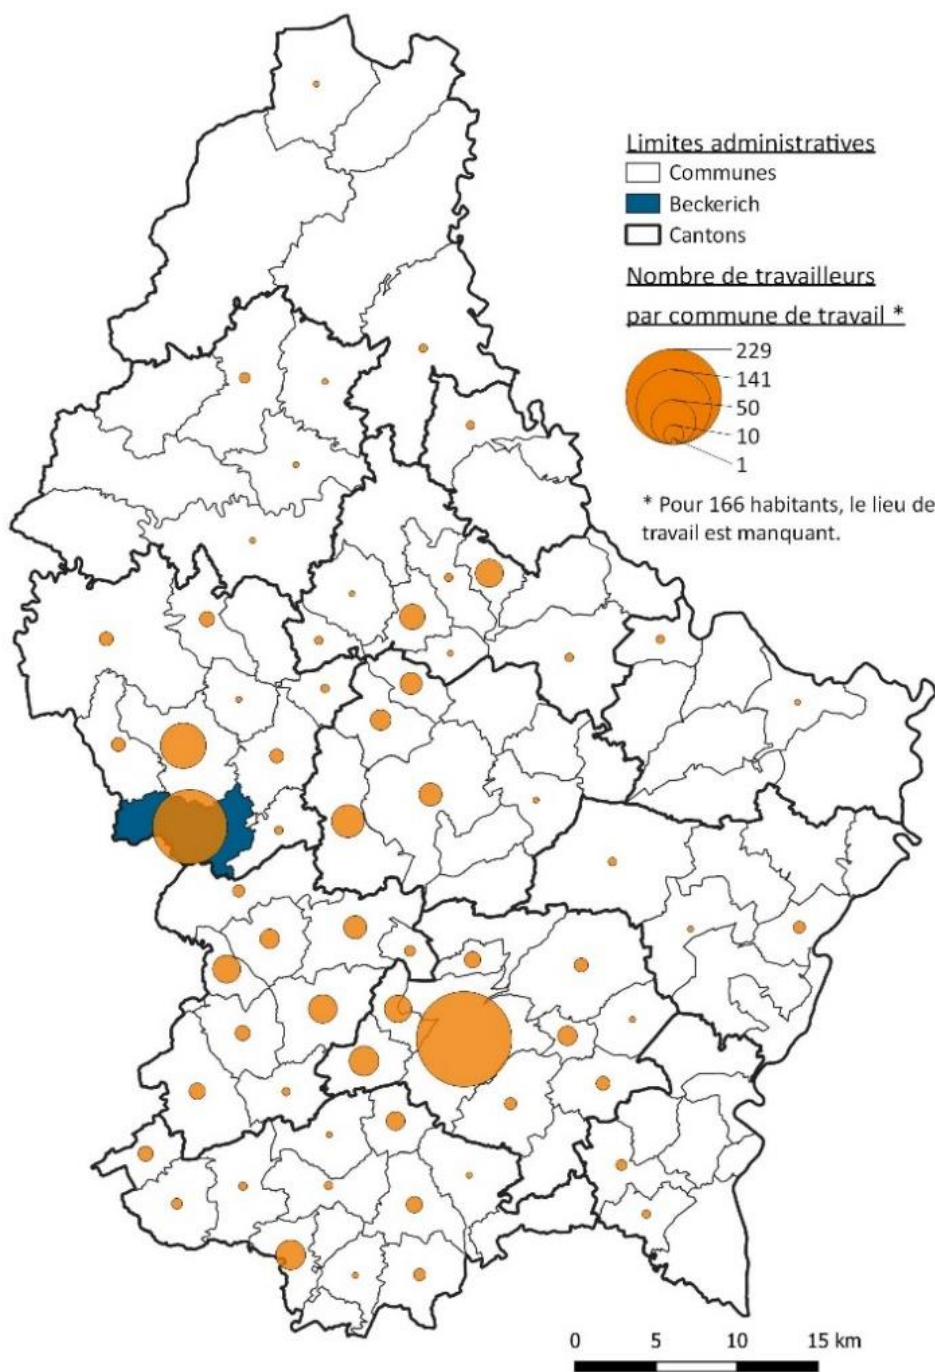 Limites administratives
Communes
Beckerich
Cantons
Nombre de travailleurs
par commune de travail *
229
141
50
10
1
* Pour 166 habitants, le lieu de
travail est manquant.
0 5 10 15 km